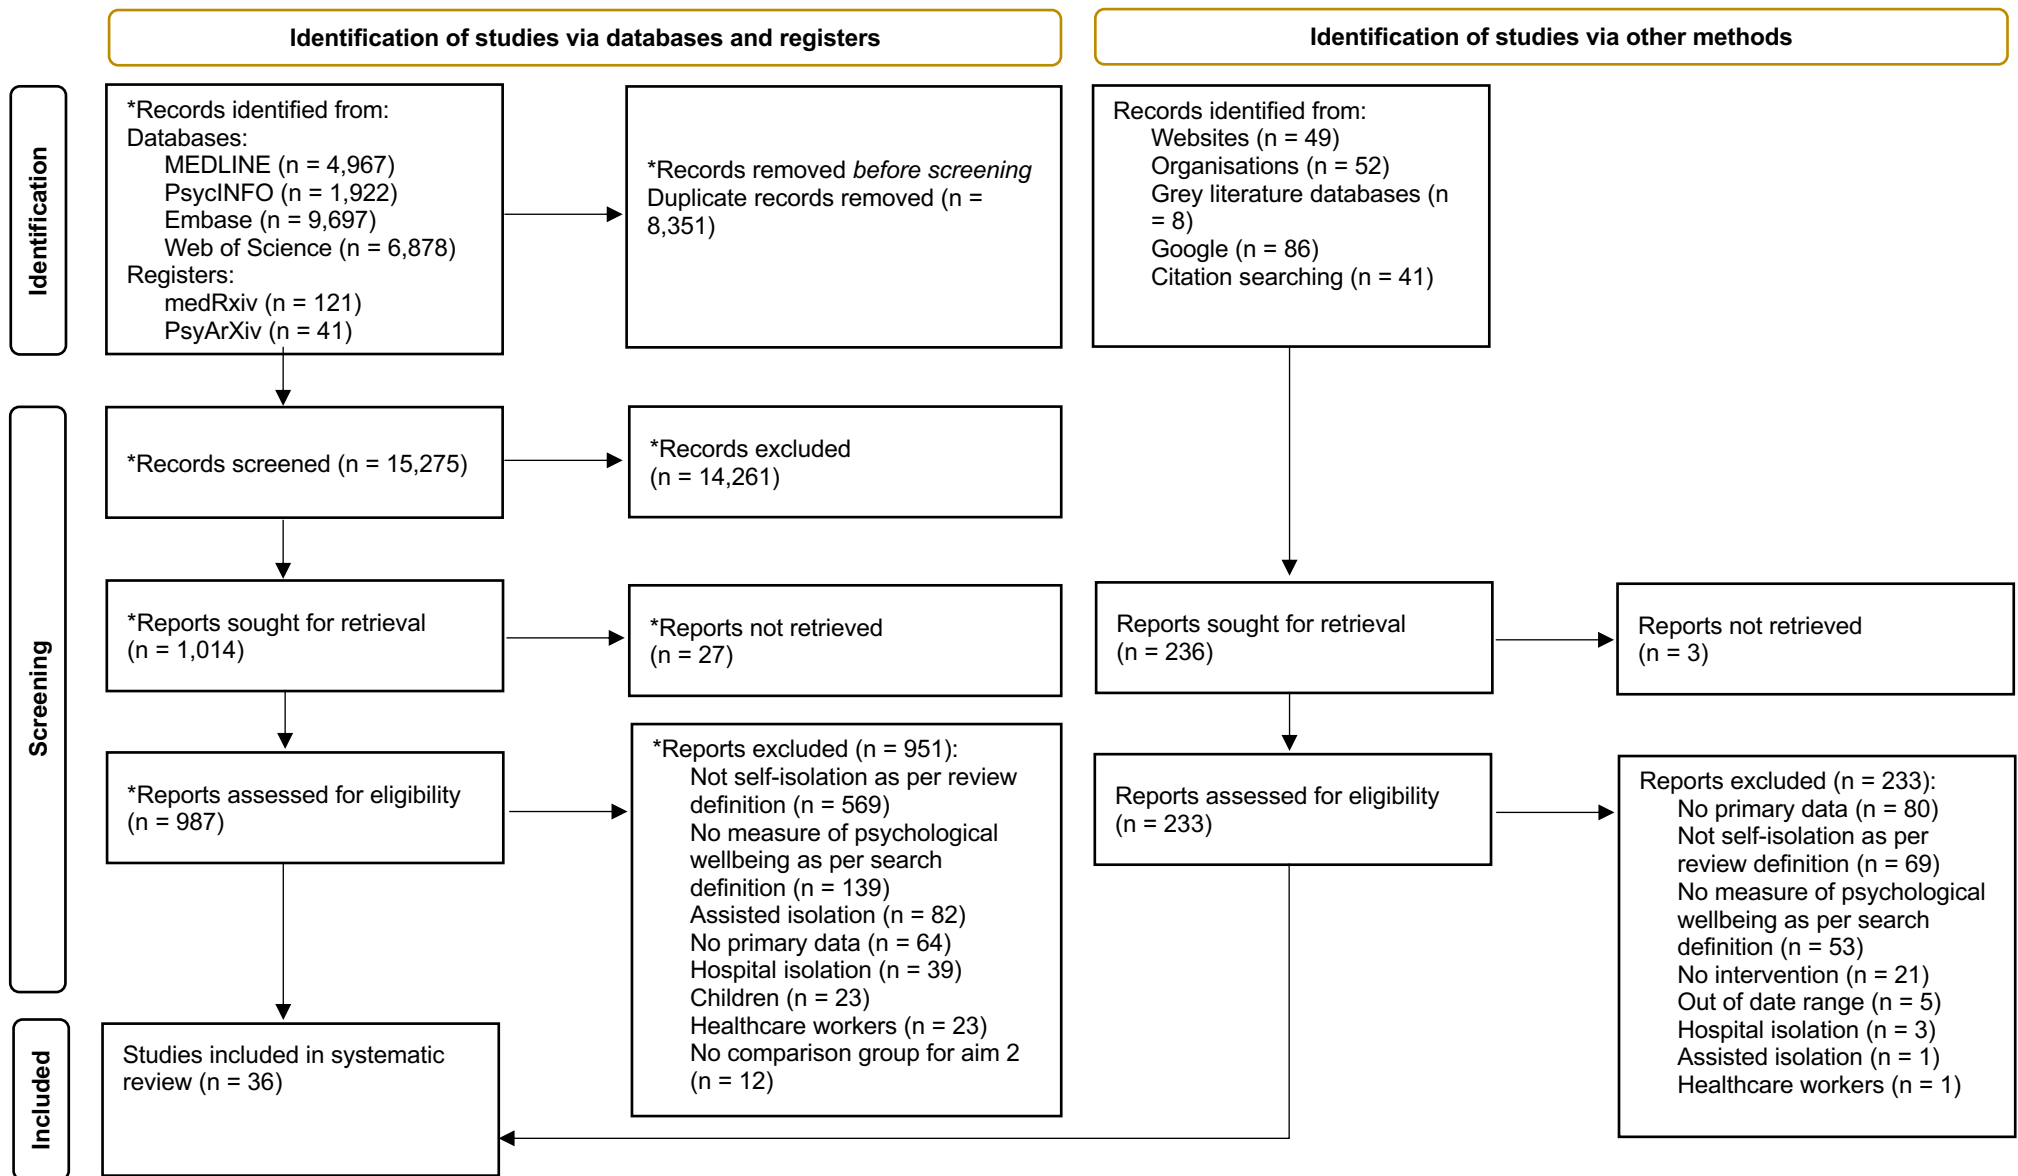 Identification of studies via databases and registers
Identification of studies via other methods
Identification
*Records identified from:
Databases:
MEDLINE (n = 4,967)
PsycINFO (n = 1,922)
Embase (n = 9,697)
Web of Science (n = 6,878)
Registers:
medRxiv (n = 121)
PsyArXiv (n = 41)
*Records removed before screening
Duplicate records removed (n =
8,351)
Records identified from:
Websites (n = 49)
Organisations (n = 52)
Grey literature databases (n
= 8)
Google (n = 86)
Citation searching (n = 41)
Screening
*Records screened (n = 15,275)
*Records excluded
(n = 14,261)
*Reports sought for retrieval
(n = 1,014)
*Reports not retrieved
(n = 27)
Reports sought for retrieval
(n = 236)
Reports not retrieved
(n = 3)
*Reports assessed for eligibility
(n = 987)
*Reports excluded (n = 951):
Not self-isolation as per review
definition (n = 569)
No measure of psychological
wellbeing as per search
definition (n = 139)
Assisted isolation (n = 82)
No primary data (n = 64)
Hospital isolation (n = 39)
Children (n = 23)
Healthcare workers (n = 23)
No comparison group for aim 2
(n = 12)
Reports assessed for eligibility
(n = 233)
Reports excluded (n = 233):
No primary data (n = 80)
Not self-isolation as per
review definition (n = 69)
No measure of psychological
wellbeing as per search
definition (n = 53)
No intervention (n = 21)
Out of date range (n = 5)
Hospital isolation (n = 3)
Assisted isolation (n = 1)
Healthcare workers (n = 1)
Included
Studies included in systematic
review (n = 36)